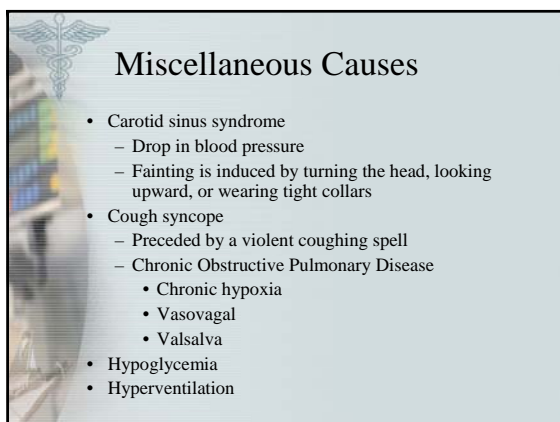 Miscellaneous Causes
• Carotid sinus syndrome
– Drop in blood pressure
– Fainting is induced by turning the head, looking
upward, or wearing tight collars
• Cough syncope
– Preceded by a violent coughing spell
– Chronic Obstructive Pulmonary Disease
• Chronic hypoxia
• Vasovagal
• Valsalva
• Hypoglycemia
• Hyperventilation